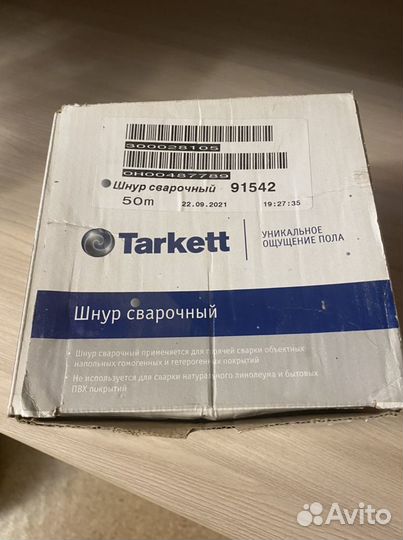 300028105
0H00487789
Шнур сварочный 91542
50m 22.09.2021 19:27:35
Tarkett
УНИКАЛЬНОЕ
ОЩУЩЕНИЕ ПОЛА
Шнур сварочный
• Шнур сварочный применяется для горячей сварки объектных
напольных гомогенных и гетерогенных покрытий
• Не используется для сварки натурального линолеума и бытовых
ПВХ покрытий
Avito